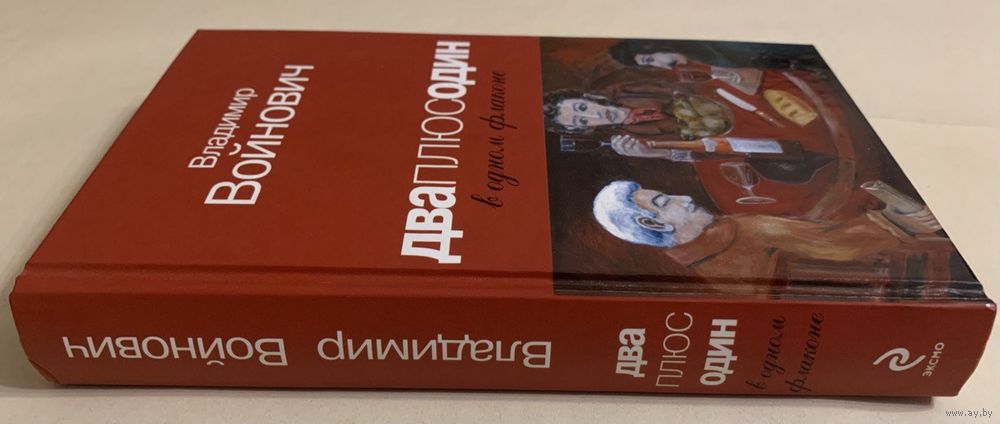 Владимир
ВОЙНОВИЧ
ДВАПЛЮСОДИН
в одном флаконе
Владимир Войнович
ДВА
ПЛЮС
ОДИН
в одном
флаконе
ЭКСМО
www.ay.by